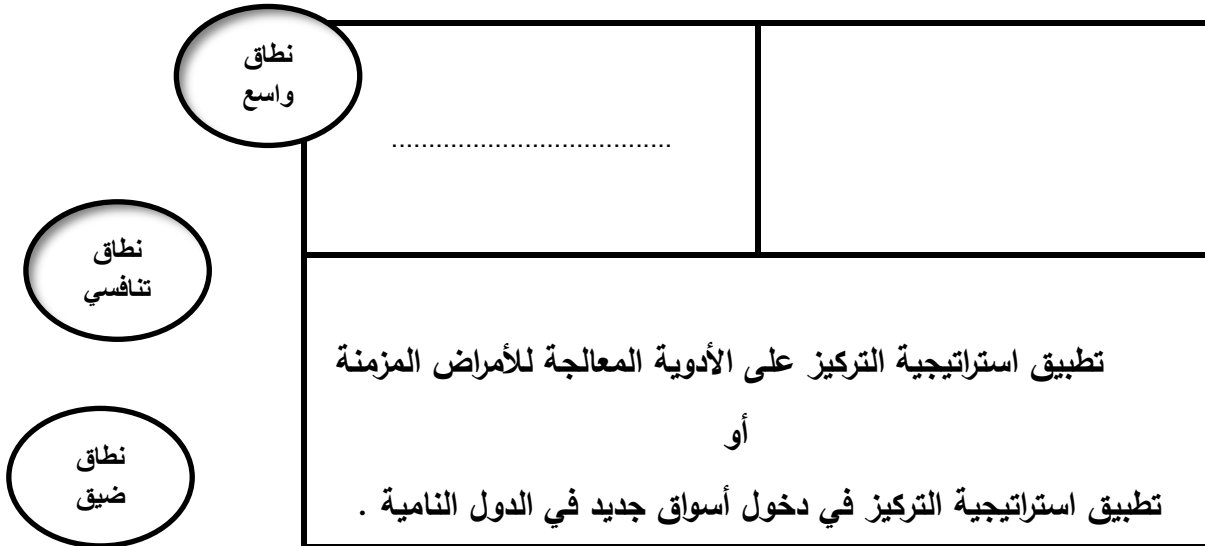 نطاق
واسع
.....................................
نطاق
تنافسي
تطبيق استراتيجية التركيز على الأدوية المعالجة للأمراض المزمنة
أو
نطاق
ضيق
تطبيق استراتيجية التركيز في دخول أسواق جديد في الدول النامية .